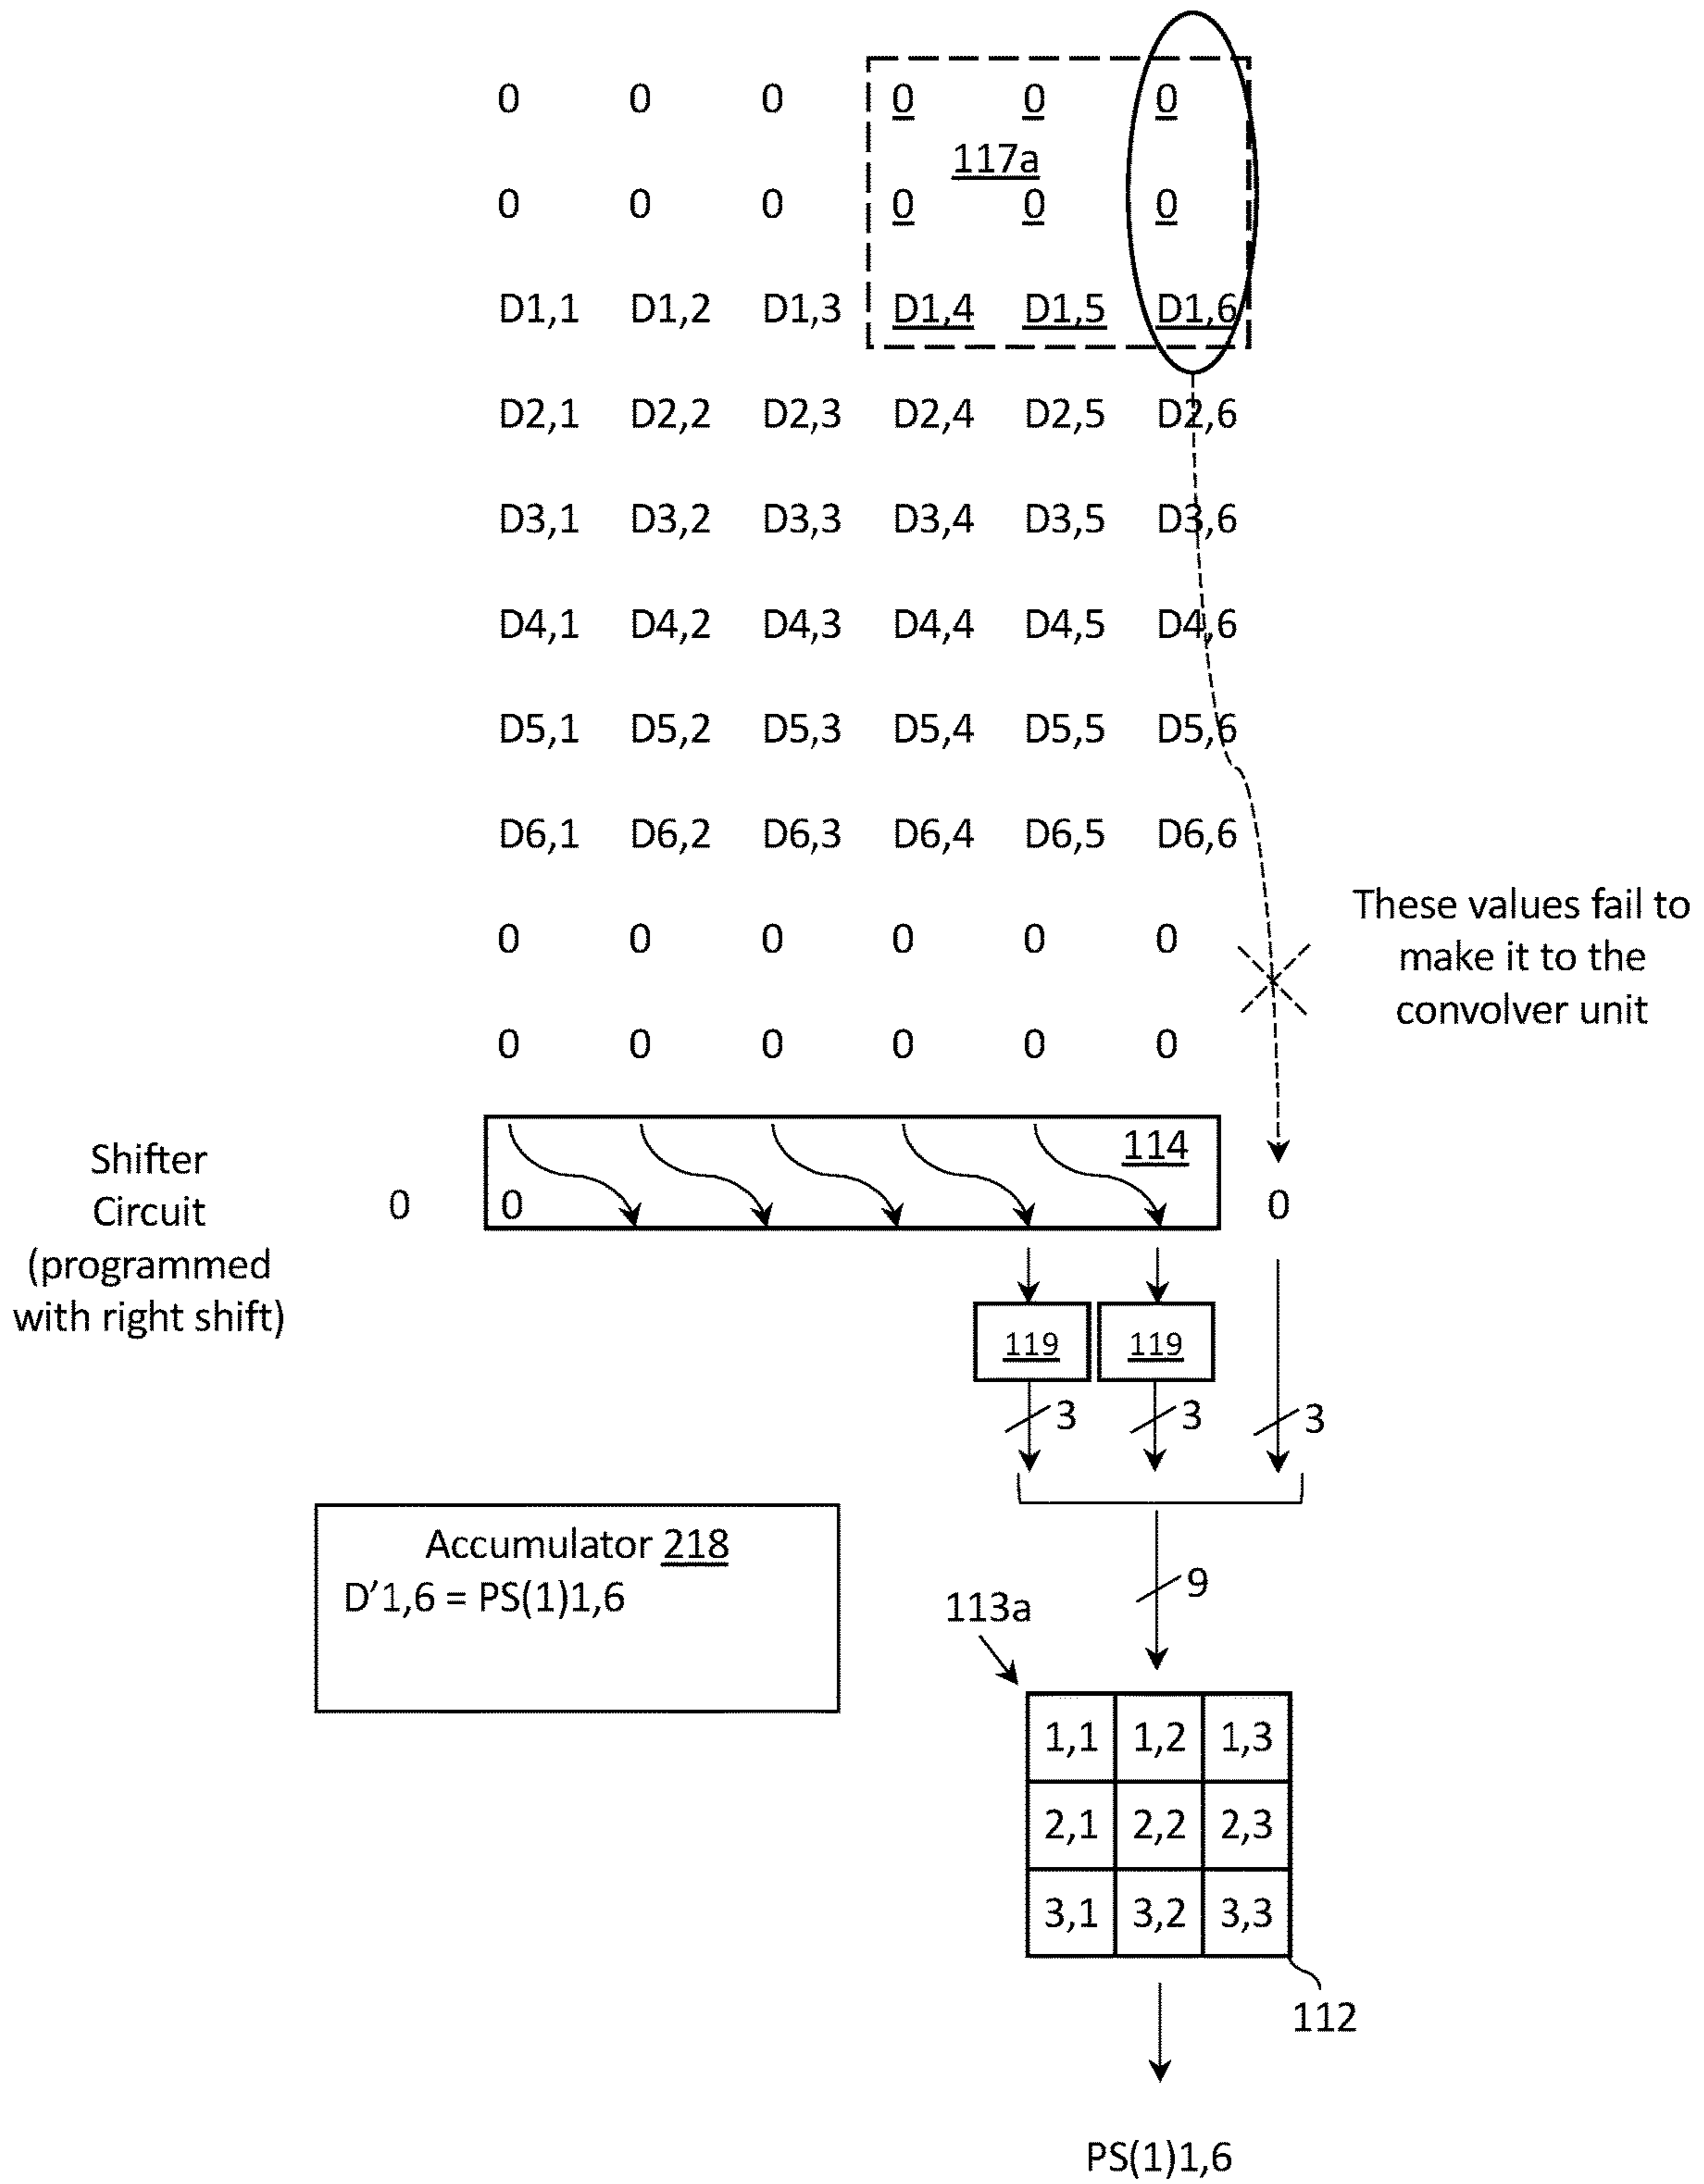 0 0 0 0 0 0
117a
0 0 0 0 0 0
D1,1 D1,2 D1,3 D1,4 D1,5 D1,6
D2,1 D2,2 D2,3 D2,4 D2,5 D2,6
D3,1 D3,2 D3,3 D3,4 D3,5 D3,6
D4,1 D4,2 D4,3 D4,4 D4,5 D4,6
D5,1 D5,2 D5,3 D5,4 D5,5 D5,6
D6,1 D6,2 D6,3 D6,4 D6,5 D6,6
These values fail to
make it to the
convolver unit
0 0 0 0 0 0
0 0 0 0 0 0
Shifter
Circuit
(programmed
with right shift)
114
0 0 0
119 119
3 3 3
Accumulator 218
D'1,6 = PS(1)1,6
9
113a
1,1 1,2 1,3
2,1 2,2 2,3
3,1 3,2 3,3
112
PS(1)1,6